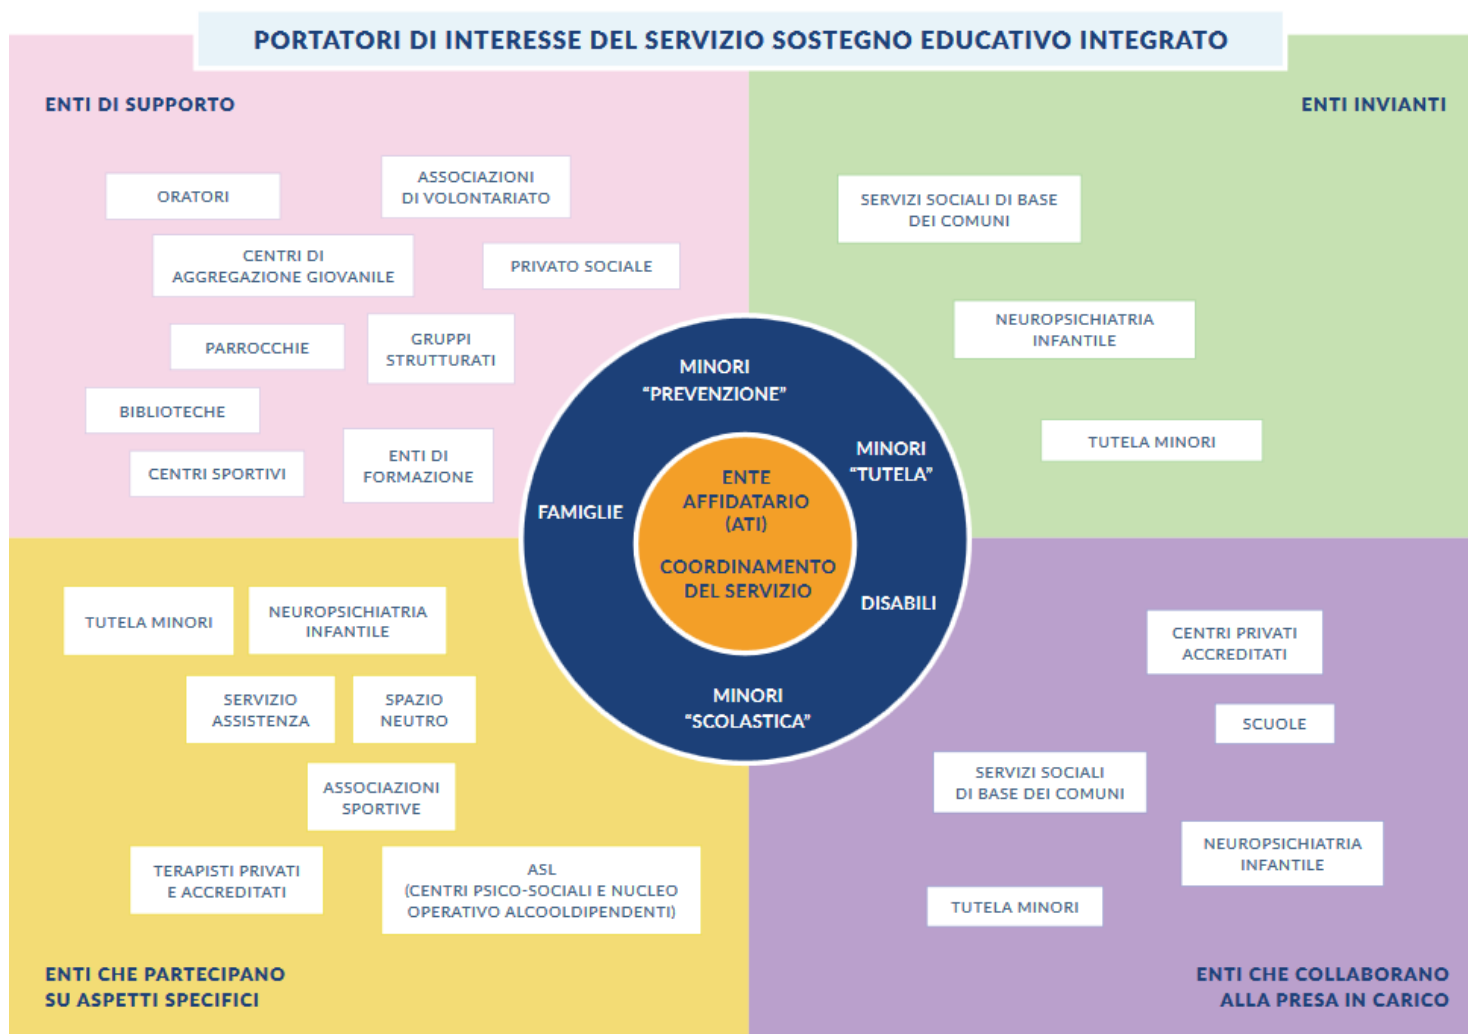 PORTATORI DI INTERESSE DEL SERVIZIO SOSTEGNO EDUCATIVO INTEGRATO
ENTI DI SUPPORTO
ORATORI
ASSOCIAZIONI
DI VOLONTARIATO
CENTRI DI
AGGREGAZIONE GIOVANILE
PRIVATO SOCIALE
PARROCCHIE
GRUPPI
STRUTTURATI
BIBLIOTECHE
CENTRI SPORTIVI
ENTI DI
FORMAZIONE
ENTI INVIANTI
SERVIZI SOCIALI DI BASE
DEI COMUNI
NEUROPSICHIATRIA
INFANTILE
TUTELA MINORI
MINORI
“PREVENZIONE”
MINORI
“TUTELA”
FAMIGLIE
DISABILI
MINORI
“SCOLASTICA”
ENTE
AFFIDATARIO
(ATI)
COORDINAMENTO
DEL SERVIZIO
TUTELA MINORI
NEUROPSICHIATRIA
INFANTILE
SERVIZIO
ASSISTENZA
SPAZIO
NEUTRO
ASSOCIAZIONI
SPORTIVE
TERAPISTI PRIVATI
E ACCREDITATI
ASL
(CENTRI PSICO-SOCIALI E NUCLEO
OPERATIVO ALCOOLDIPENDENTI)
ENTI CHE PARTECIPANO
SU ASPETTI SPECIFICI
CENTRI PRIVATI
ACCREDITATI
SCUOLE
SERVIZI SOCIALI
DI BASE DEI COMUNI
NEUROPSICHIATRIA
INFANTILE
TUTELA MINORI
ENTI CHE COLLABORANO
ALLA PRESA IN CARICO